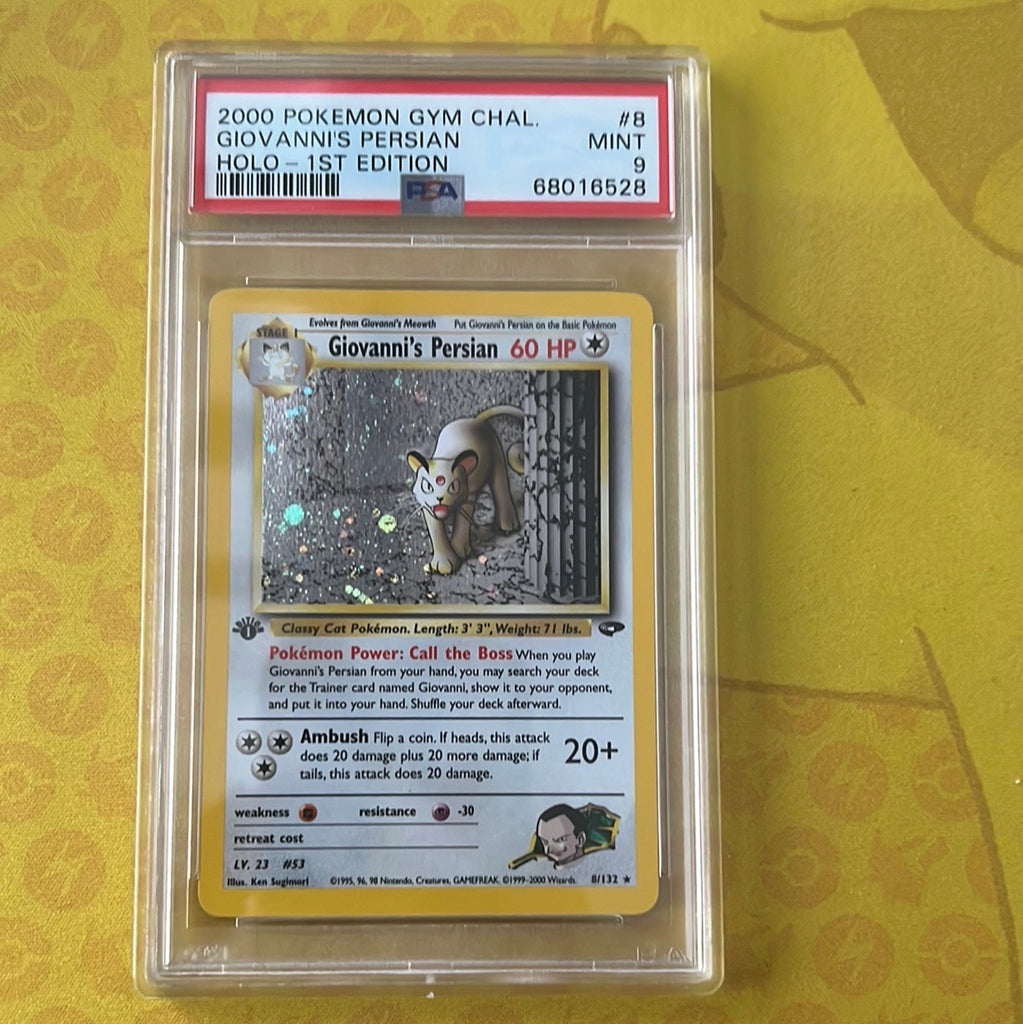 2000 POKEMON GYM CHAL. #8
GIOVANNI'S PERSIAN MINT
HOLO - 1ST EDITION 9
PSA 68016528
STAGE 1 Evolves from Giovanni's Meowth Put Giovanni's Persian on the Basic Pokémon
Giovanni's Persian 60 HP
EDITION 1 Classy Cat Pokémon. Length: 3' 3", Weight: 71 lbs.
Pokémon Power: Call the Boss When you play
Giovanni's Persian from your hand, you may search your deck
for the Trainer card named Giovanni, show it to your opponent,
and put it into your hand. Shuffle your deck afterward.
Ambush Flip a coin. If heads, this attack
does 20 damage plus 20 more damage; if 20+
tails, this attack does 20 damage.
weakness resistance -30
retreat cost
LV. 23 #53
Illus. Ken Sugimori ©1995, 96, 98 Nintendo, Creatures, GAMEFREAK. ©1999-2000 Wizards. 8/132 ★